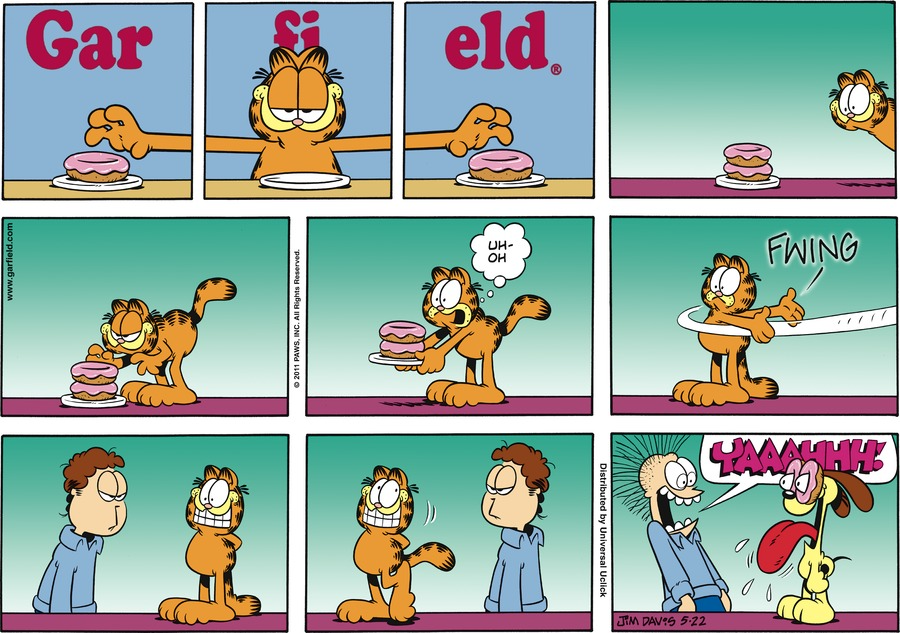 Gar
fi
eld®
www.garfield.com
© 2011 PAWS, INC. All Rights Reserved.
UH-
OH
FWING
Distributed by Universal Uclick
YAAAHHH!
JIM DAVIS 5·22